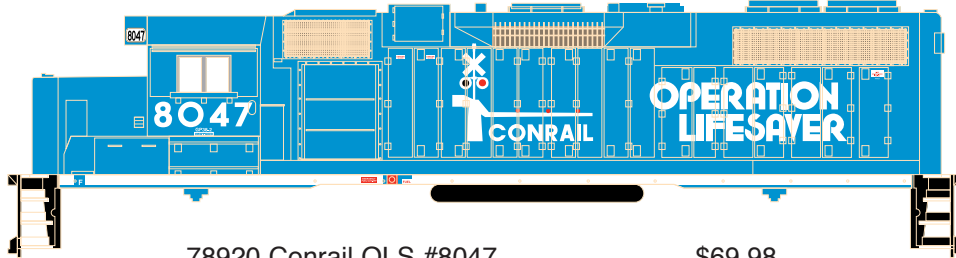 8047
8047
CONRAIL
OPERATION
LIFESAVER
F
78920 Conrail OLS #8047 $69.98